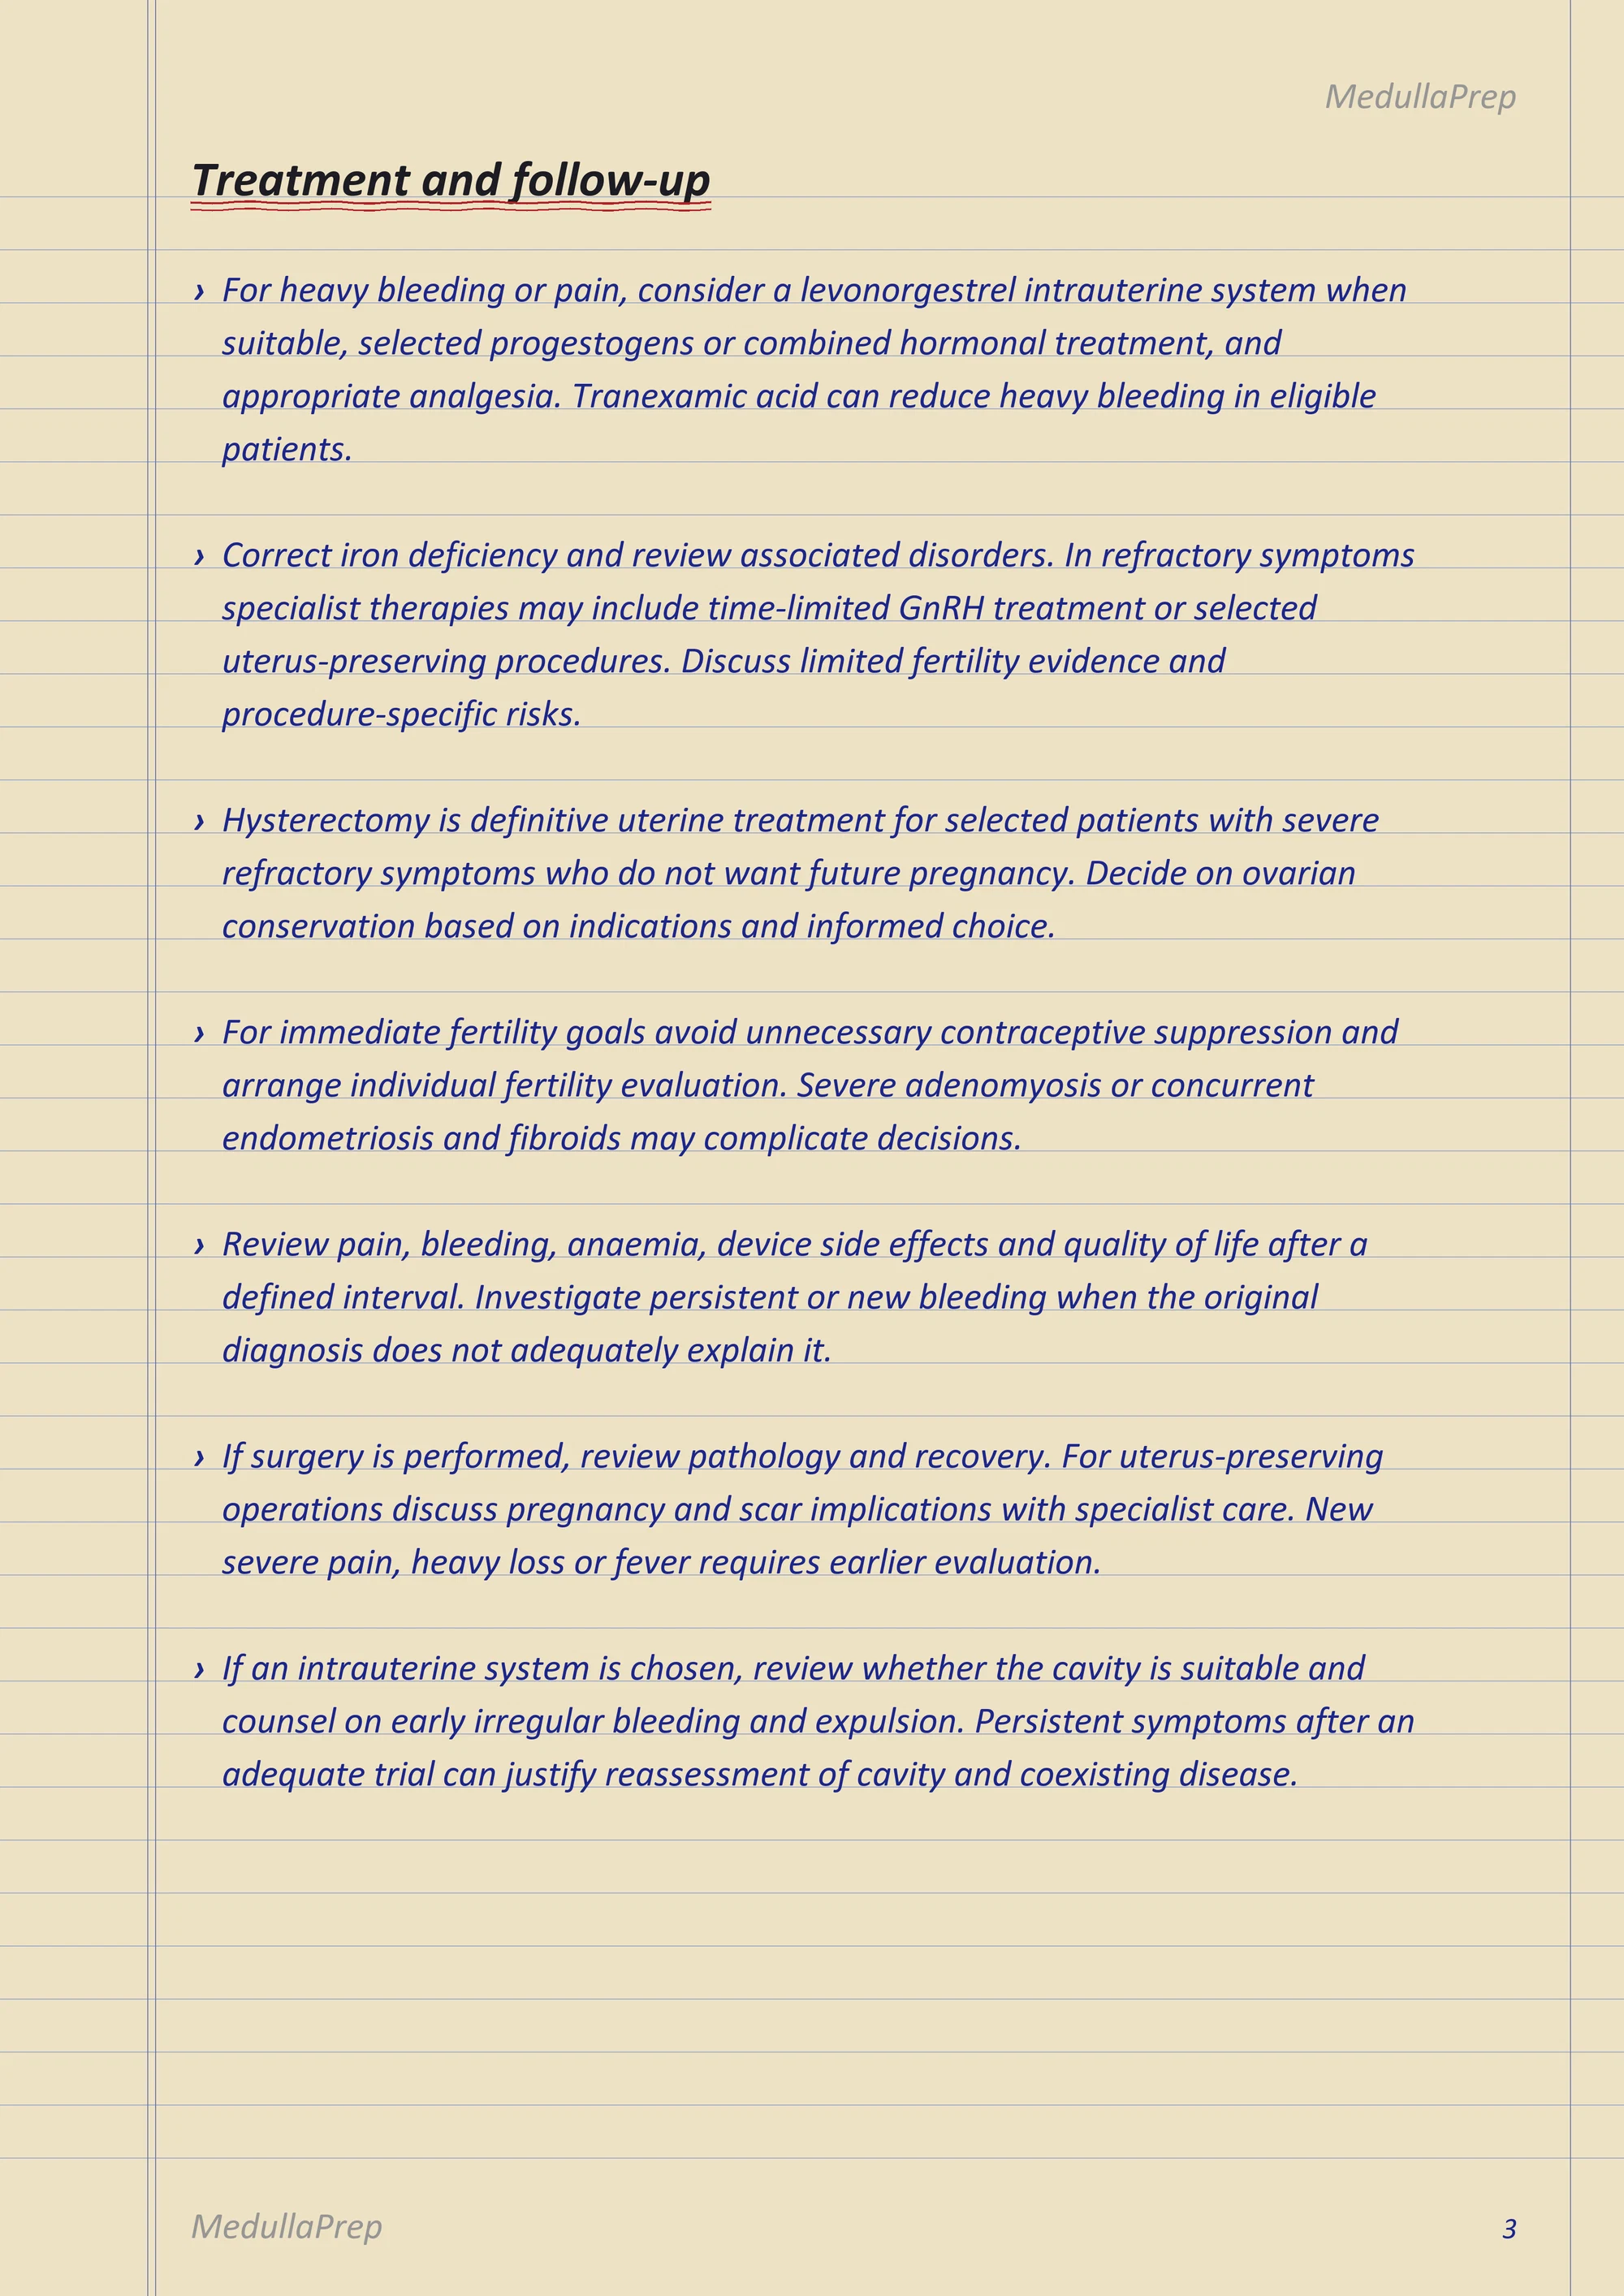 MedullaPrep
Treatment and follow-up
› For heavy bleeding or pain, consider a levonorgestrel intrauterine system when
suitable, selected progestogens or combined hormonal treatment, and
appropriate analgesia. Tranexamic acid can reduce heavy bleeding in eligible
patients.
› Correct iron deficiency and review associated disorders. In refractory symptoms
specialist therapies may include time-limited GnRH treatment or selected
uterus-preserving procedures. Discuss limited fertility evidence and
procedure-specific risks.
› Hysterectomy is definitive uterine treatment for selected patients with severe
refractory symptoms who do not want future pregnancy. Decide on ovarian
conservation based on indications and informed choice.
› For immediate fertility goals avoid unnecessary contraceptive suppression and
arrange individual fertility evaluation. Severe adenomyosis or concurrent
endometriosis and fibroids may complicate decisions.
› Review pain, bleeding, anaemia, device side effects and quality of life after a
defined interval. Investigate persistent or new bleeding when the original
diagnosis does not adequately explain it.
› If surgery is performed, review pathology and recovery. For uterus-preserving
operations discuss pregnancy and scar implications with specialist care. New
severe pain, heavy loss or fever requires earlier evaluation.
› If an intrauterine system is chosen, review whether the cavity is suitable and
counsel on early irregular bleeding and expulsion. Persistent symptoms after an
adequate trial can justify reassessment of cavity and coexisting disease.
MedullaPrep
3